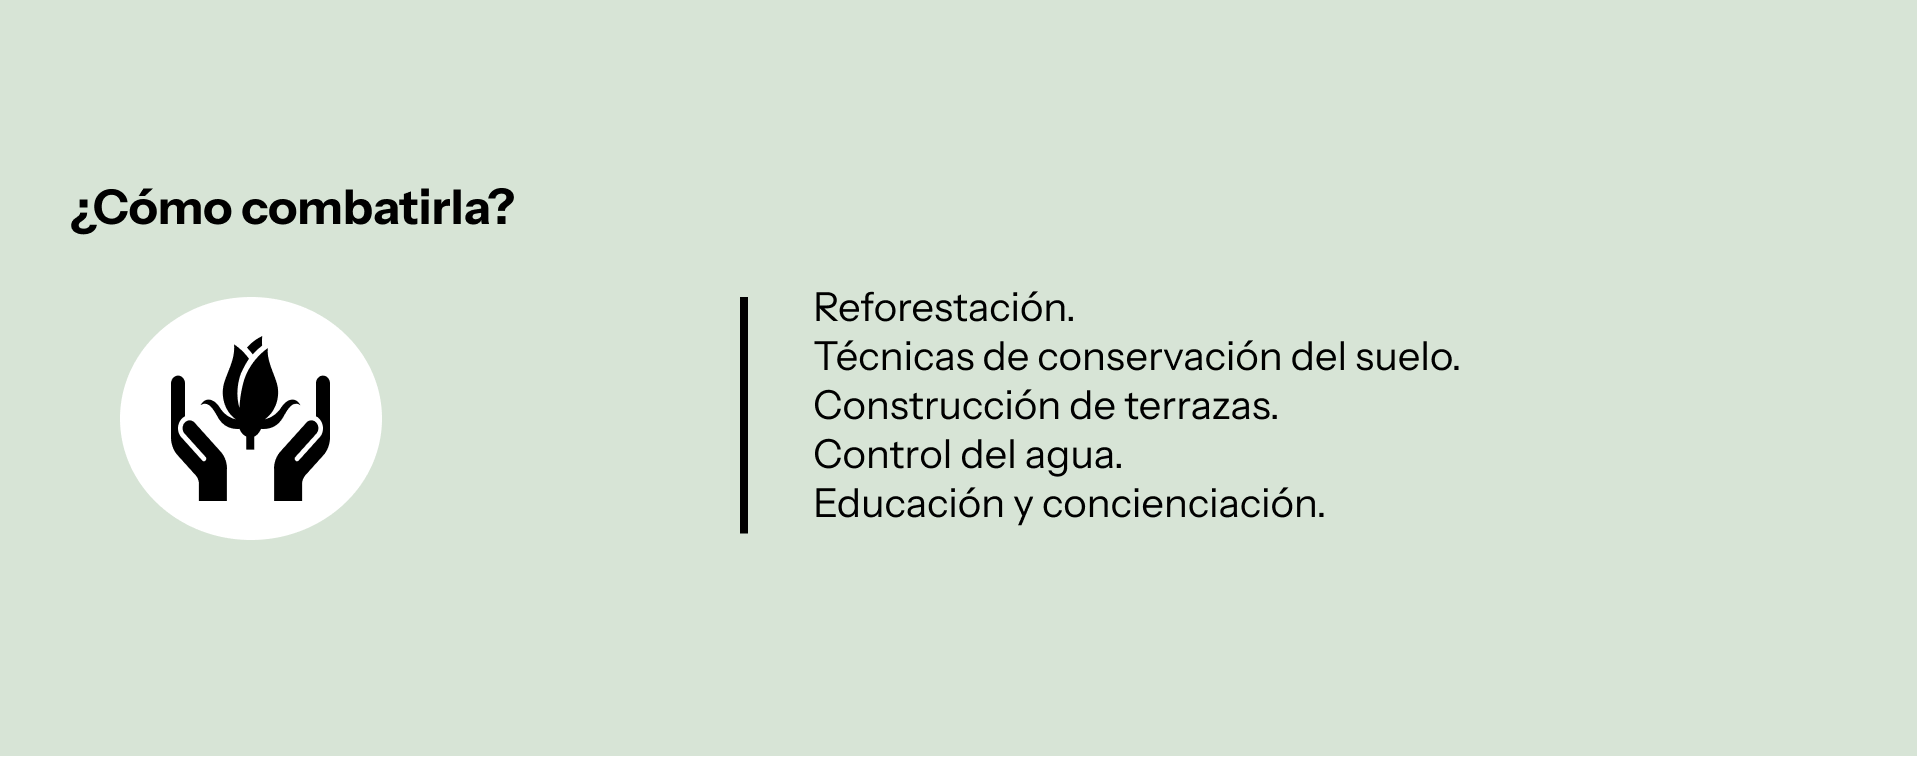 ¿Cómo combatirla?
Reforestación.
Técnicas de conservación del suelo.
Construcción de terrazas.
Control del agua.
Educación y concienciación.